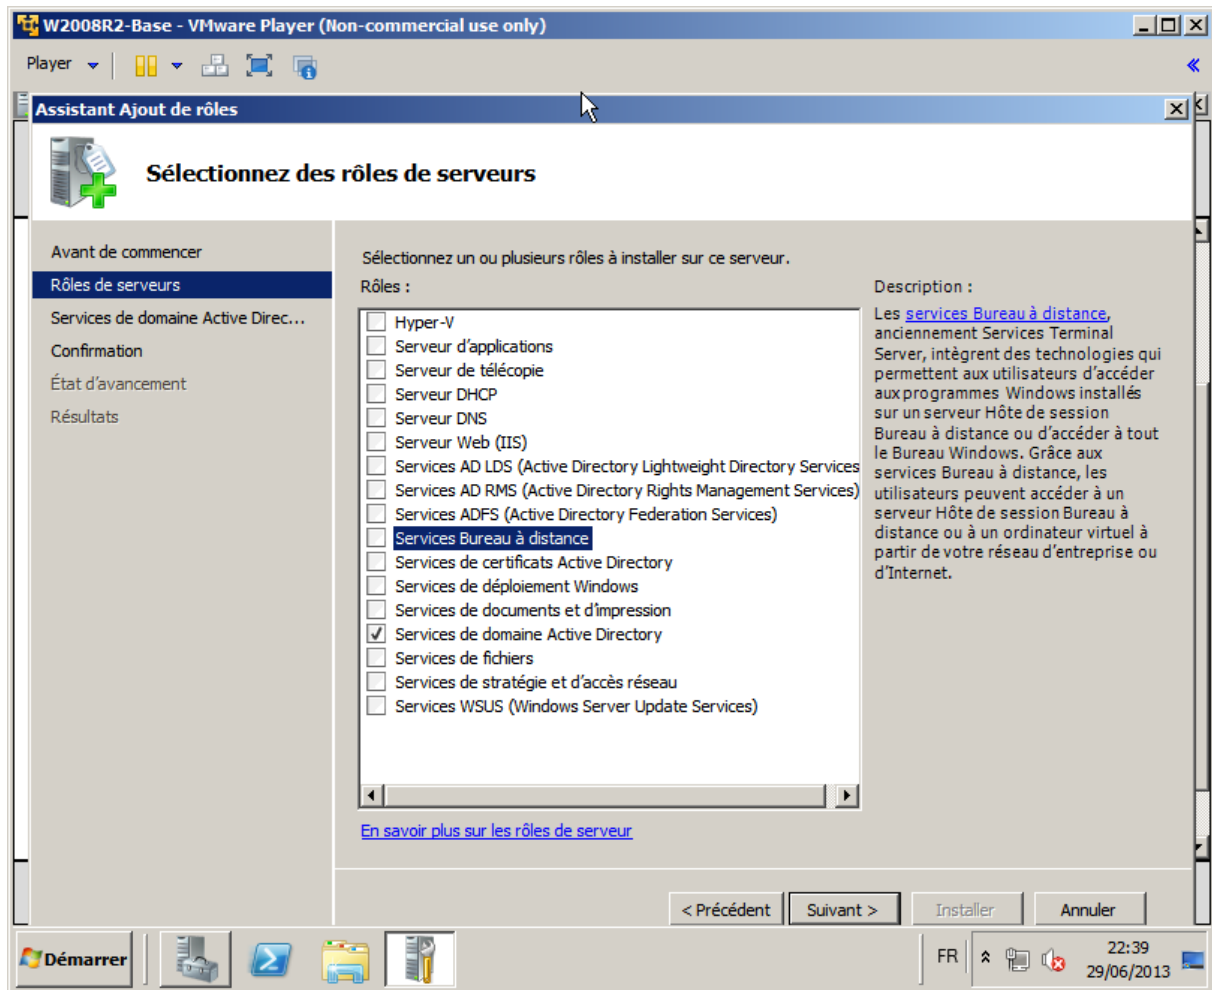 W2008R2-Base - VMware Player (Non-commercial use only)
Player
Assistant Ajout de rôles
Sélectionnez des rôles de serveurs
Avant de commencer
Rôles de serveurs
Services de domaine Active Direc...
Confirmation
État d'avancement
Résultats
Sélectionnez un ou plusieurs rôles à installer sur ce serveur.
Rôles :
Hyper-V
Serveur d'applications
Serveur de télécopie
Serveur DHCP
Serveur DNS
Serveur Web (IIS)
Services AD LDS (Active Directory Lightweight Directory Services
Services AD RMS (Active Directory Rights Management Services)
Services ADFS (Active Directory Federation Services)
Services Bureau à distance
Services de certificats Active Directory
Services de déploiement Windows
Services de documents et d'impression
Services de domaine Active Directory
Services de fichiers
Services de stratégie et d'accès réseau
Services WSUS (Windows Server Update Services)
En savoir plus sur les rôles de serveur
Description :
Les services Bureau à distance,
anciennement Services Terminal
Server, intègrent des technologies qui
permettent aux utilisateurs d'accéder
aux programmes Windows installés
sur un serveur Hôte de session
Bureau à distance ou d'accéder à tout
le Bureau Windows. Grâce aux
services Bureau à distance, les
utilisateurs peuvent accéder à un
serveur Hôte de session Bureau à
distance ou à un ordinateur virtuel à
partir de votre réseau d'entreprise ou
d'Internet.
< Précédent
Suivant >
Installer
Annuler
Démarrer
FR
22:39
29/06/2013